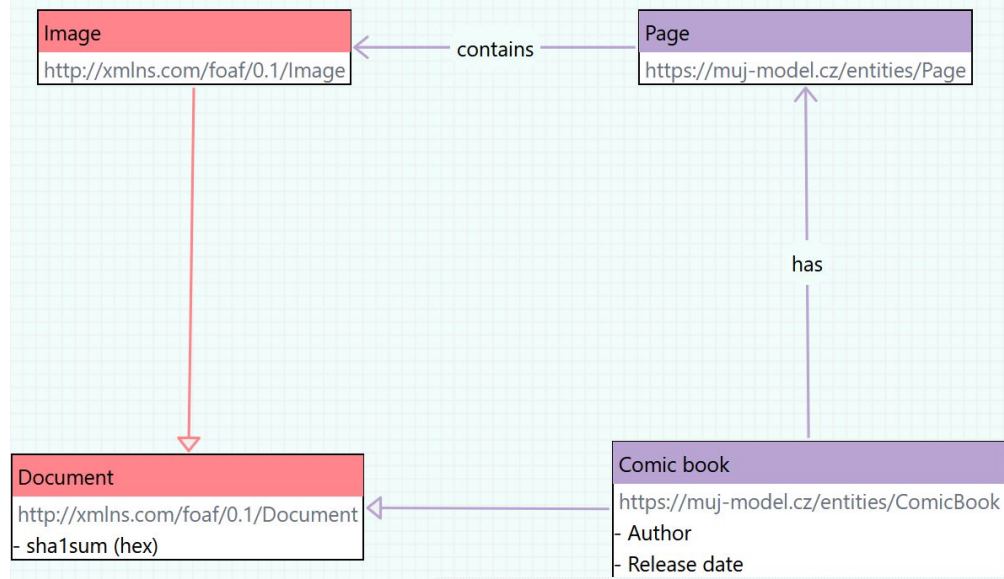 Image
http://xmlns.com/foaf/0.1/Image
contains
Page
https://muj-model.cz/entities/Page
has
Document
http://xmlns.com/foaf/0.1/Document
- sha1sum (hex)
Comic book
https://muj-model.cz/entities/ComicBook
- Author
- Release date